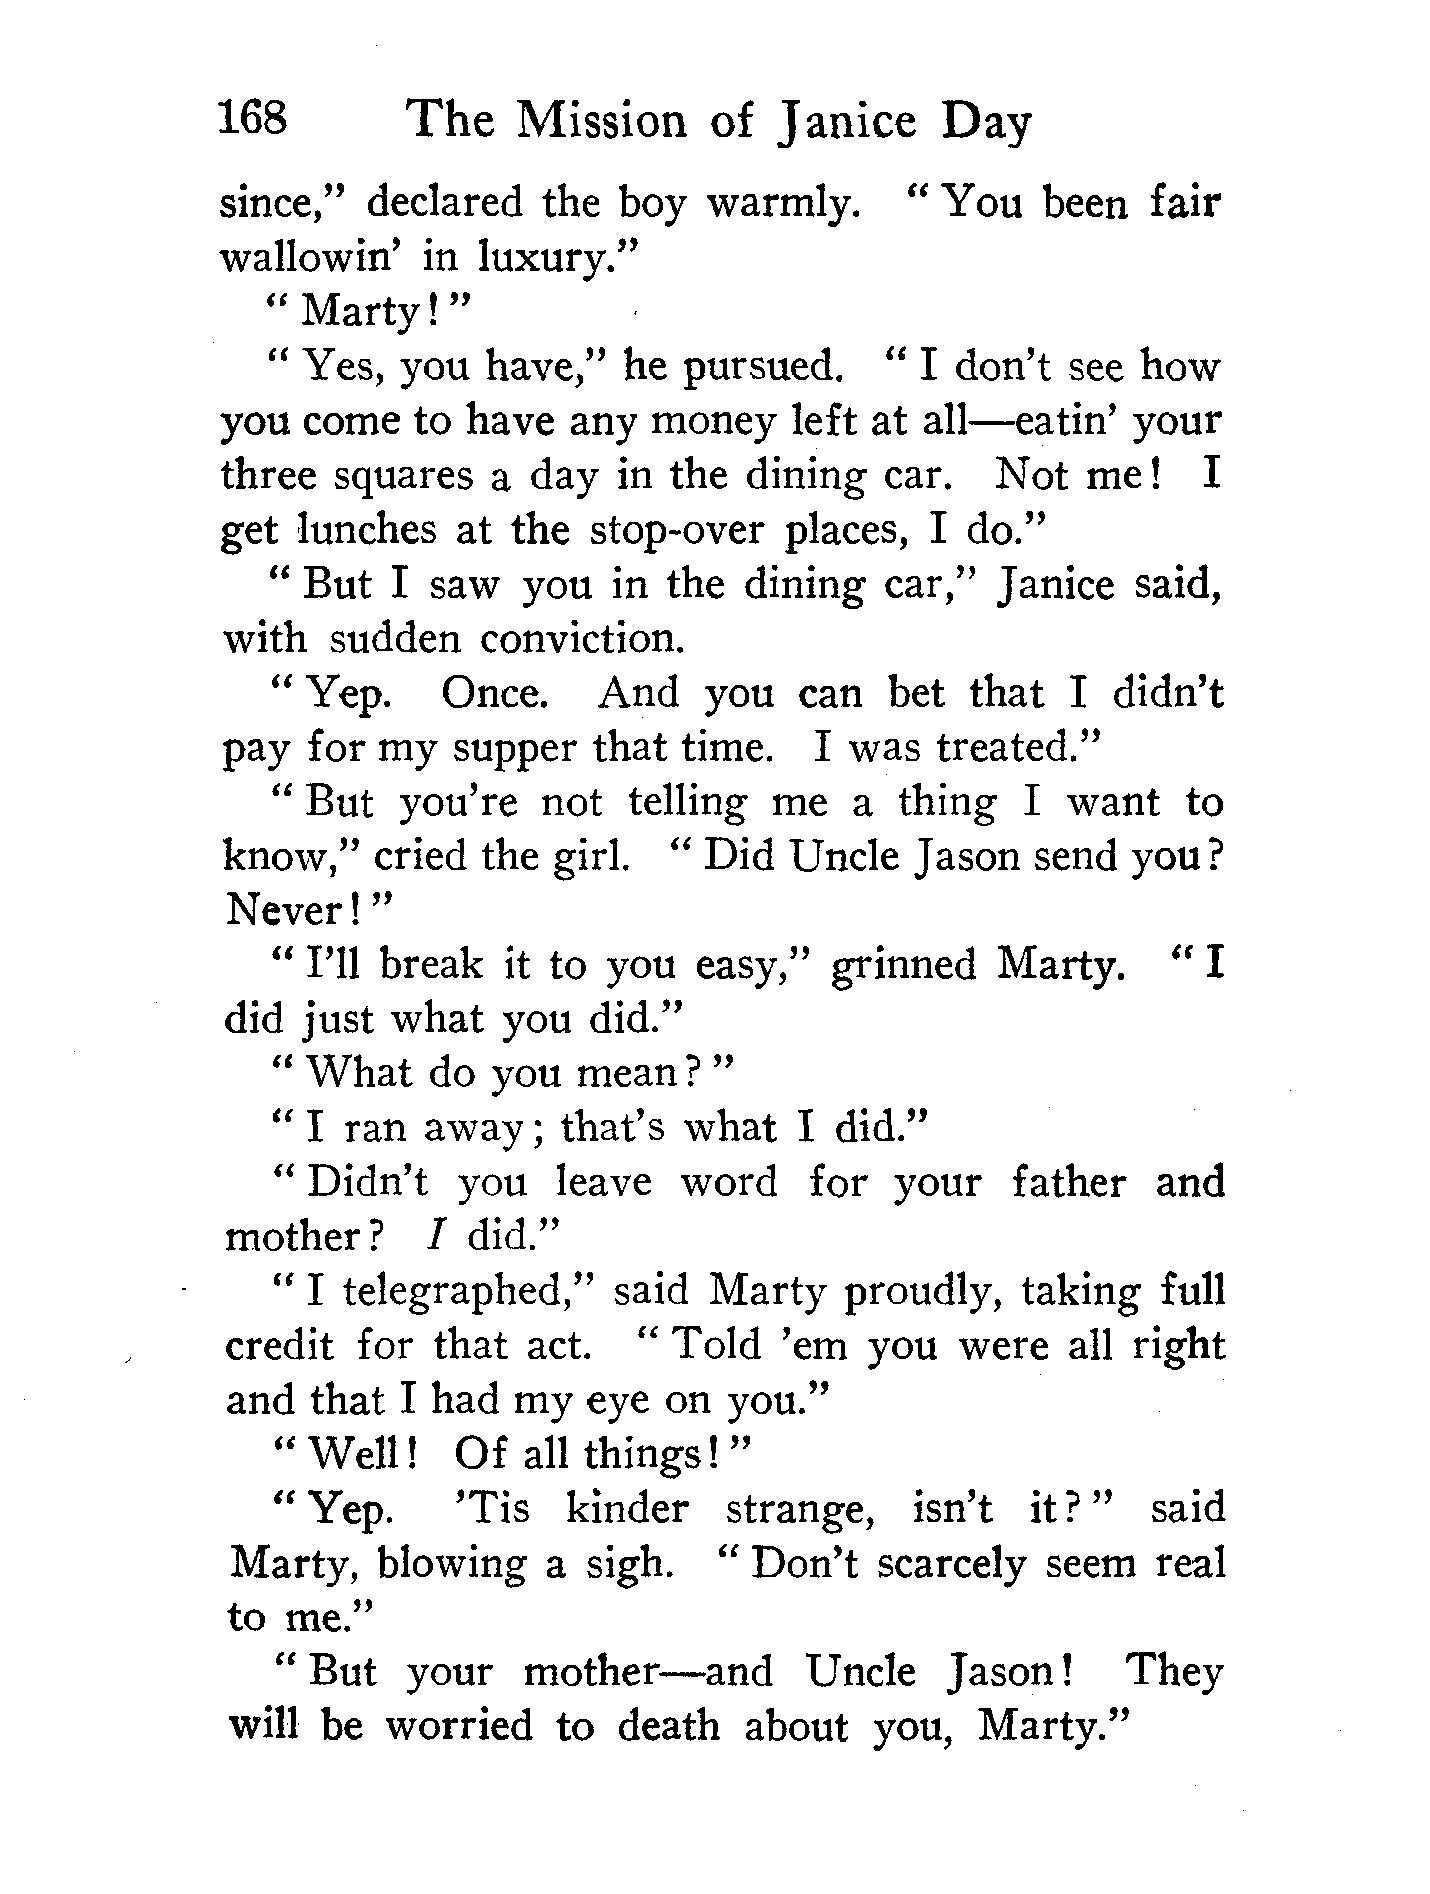 168 The Mission of Janice Day
since,” declared the boy warmly. “ You been fair
wallowin’ in luxury.”
“ Marty! ”
“ Yes, you have,” he pursued. “ I don’t see how
you come to have any money left at all—eatin’ your
three squares a day in the dining car. Not me! I
get lunches at the stop-over places, I do.”
“ But I saw you in the dining car,” Janice said,
with sudden conviction.
“ Yep. Once. And you can bet that I didn’t
pay for my supper that time. I was treated.”
“ But you’re not telling me a thing I want to
know,” cried the girl. “ Did Uncle Jason send you?
Never! ”
“ I’ll break it to you easy,” grinned Marty. “ I
did just what you did.”
“ What do you mean? ”
“ I ran away; that’s what I did.”
“ Didn’t you leave word for your father and
mother? I did.”
“ I telegraphed,” said Marty proudly, taking full
credit for that act. “ Told ’em you were all right
and that I had my eye on you.”
“ Well! Of all things! ”
“ Yep. ’Tis kinder strange, isn’t it? ” said
Marty, blowing a sigh. “ Don’t scarcely seem real
to me.”
“ But your mother—and Uncle Jason! They
will be worried to death about you, Marty.”